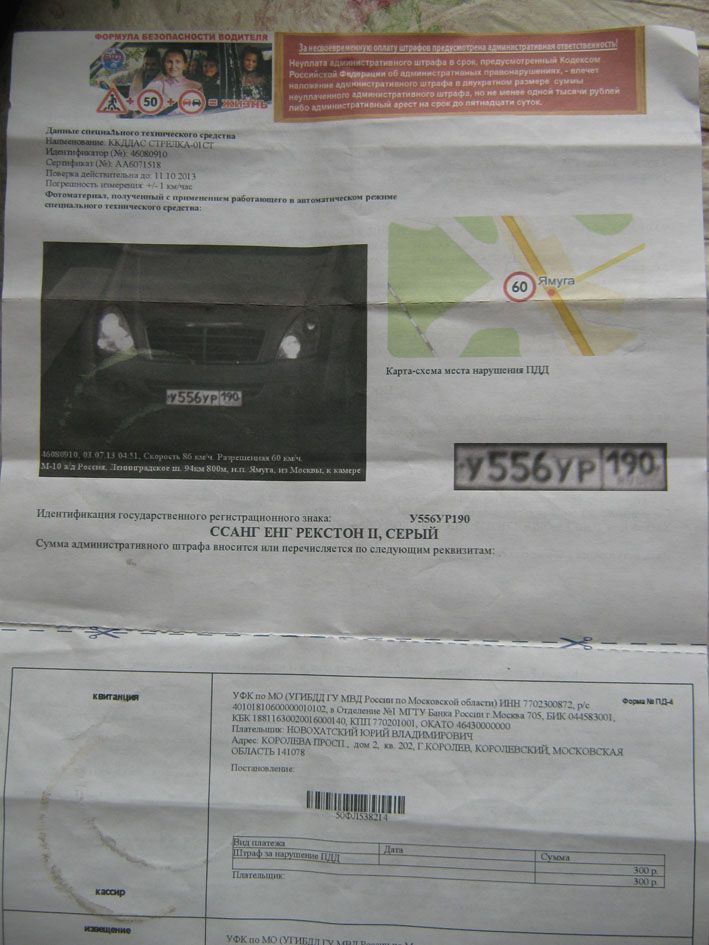 ФОРМУЛА БЕЗОПАСНОСТИ ВОДИТЕЛЯ
+ 50 + = ЖИЗНЬ
За несвоевременную оплату штрафов предусмотрена административная ответственность!
Неуплата административного штрафа в срок, предусмотренный Кодексом
Российской Федерации об административных правонарушениях, - влечет
наложение административного штрафа в двукратном размере суммы
неуплаченного административного штрафа, но не менее одной тысячи рублей
либо административный арест на срок до пятнадцати суток.
Данные специального технического средства
Наименование: ККДДАС СТРЕЛКА-01СТ
Идентификатор (№): 46080910
Сертификат (№): АА6071518
Поверка действительна до: 11.10.2013
Погрешность измерения: +/- 1 км/час
Фотоматериал, полученный с применением работающего в автоматическом режиме
специального технического средства:
У556УР 190
46080910, 03.07.13 04:51, Скорость 86 км/ч. Разрешенная 60 км/ч.
М-10 а/д Россия, Ленинградское ш. 94км 800м, н.п. Ямуга, из Москвы, к камере
60 Ямуга
Карта-схема места нарушения ПДД
У556УР 190
Идентификация государственного регистрационного знака: У556УР190
ССАНГ ЕНГ РЕКСТОН II, СЕРЫЙ
Сумма административного штрафа вносится или перечисляется по следующим реквизитам:
квитанция
кассир
УФК по МО (УГИБДД ГУ МВД России по Московской области) ИНН 7702300872, р/с
Форма № ПД-4
40101810600000010102, в Отделение №1 МГТУ Банка России г.Москва 705, БИК 044583001,
КБК 18811630020016000140, КПП 770201001, ОКАТО 46430000000
Плательщик: НОВОХАТСКИЙ ЮРИЙ ВЛАДИМИРОВИЧ
Адрес: КОРОЛЕВА ПРОСП., дом 2, кв. 202, Г.КОРОЛЕВ, КОРОЛЕВСКИЙ, МОСКОВСКАЯ
ОБЛАСТЬ 141078
Постановление:
50ФЛ538214
Вид платежа Дата Сумма
Штраф за нарушение ПДД 300 р.
Плательщик: 300 р.
извещение
УФК по МО (УГИБДД ГУ МВД России по